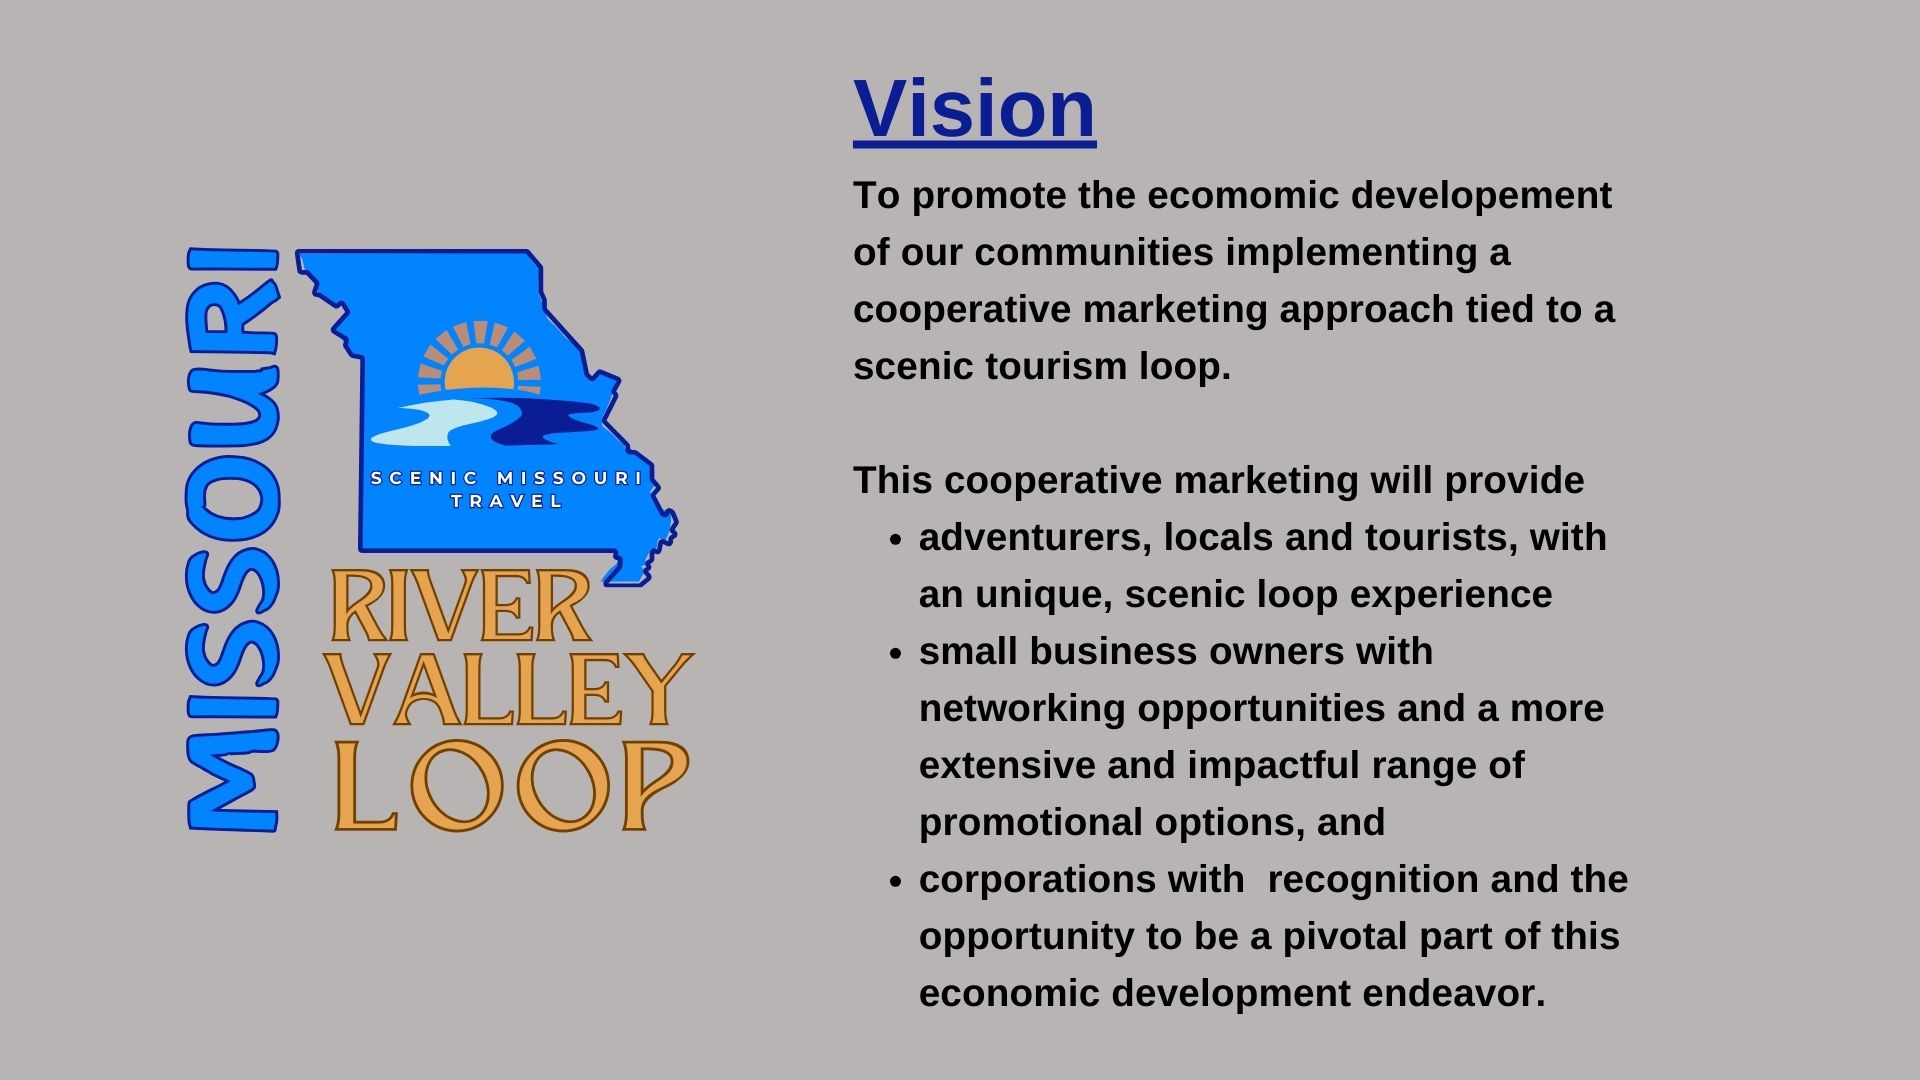 MISSOURI
SCENIC MISSOURI
TRAVEL
RIVER
VALLEY
LOOP
Vision
To promote the ecomomic developement
of our communities implementing a
cooperative marketing approach tied to a
scenic tourism loop.
This cooperative marketing will provide
• adventurers, locals and tourists, with
an unique, scenic loop experience
• small business owners with
networking opportunities and a more
extensive and impactful range of
promotional options, and
• corporations with  recognition and the
opportunity to be a pivotal part of this
economic development endeavor.